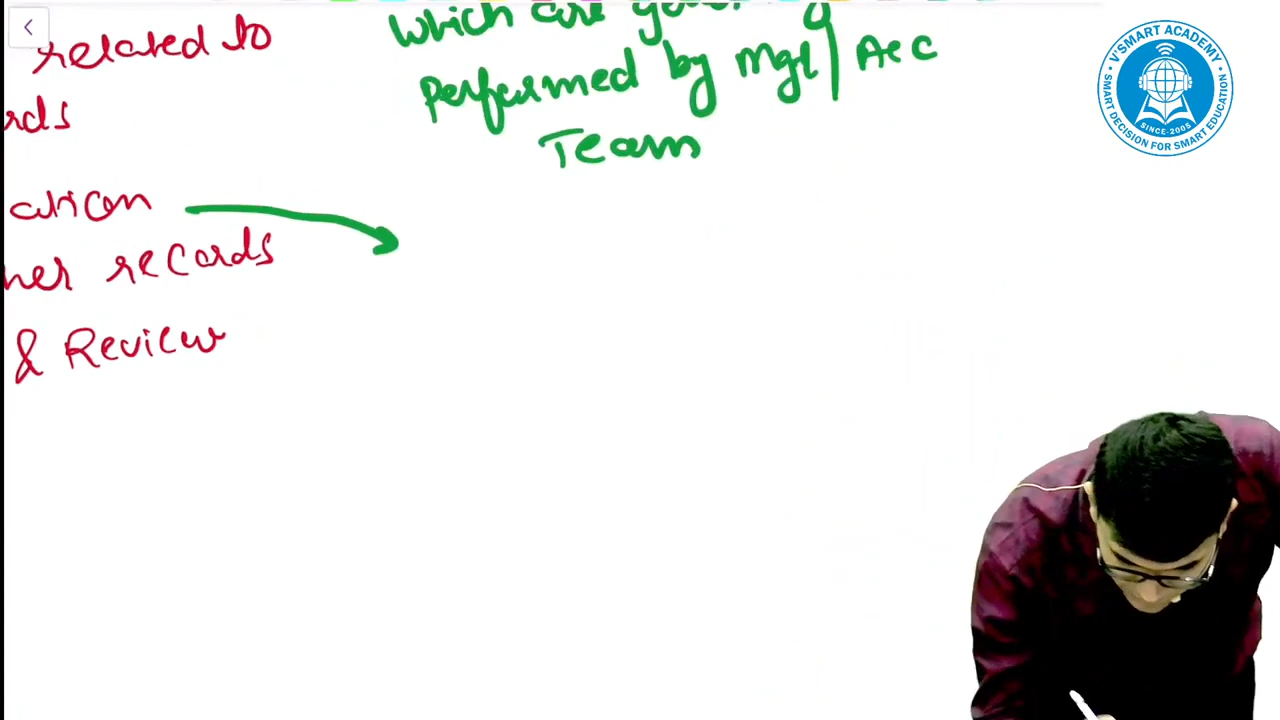 related to
rds
ation
her records
& Review
which are
Performed by Mgt / Acc
Team
V'SMART ACADEMY
SINCE-2005
SMART DECISION FOR SMART EDUCATION